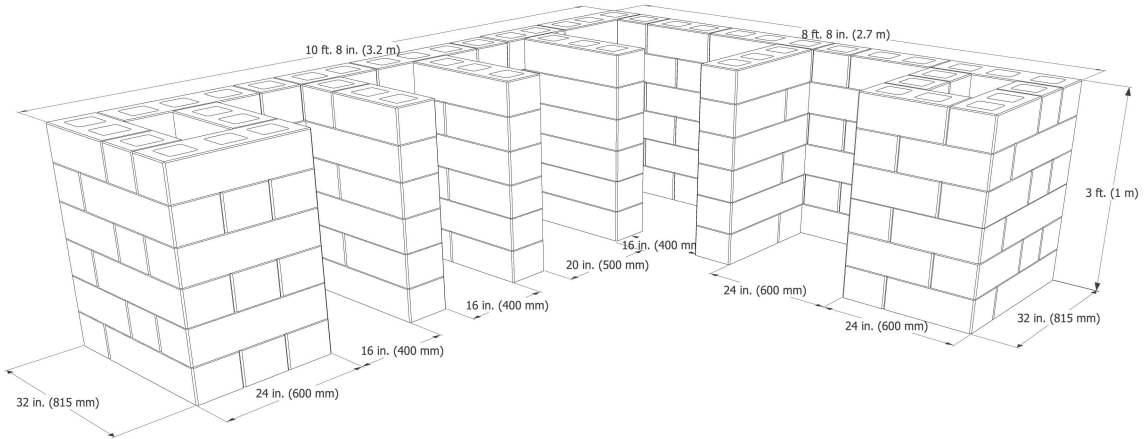 10 ft. 8 in. (3.2 m)
8 ft. 8 in. (2.7 m)
3 ft. (1 m)
16 in. (400 mm
20 in. (500 mm)
24 in. (600 mm)
16 in. (400 mm)
24 in. (600 mm)
32 in. (815 mm)
16 in. (400 mm)
24 in. (600 mm)
32 in. (815 mm)